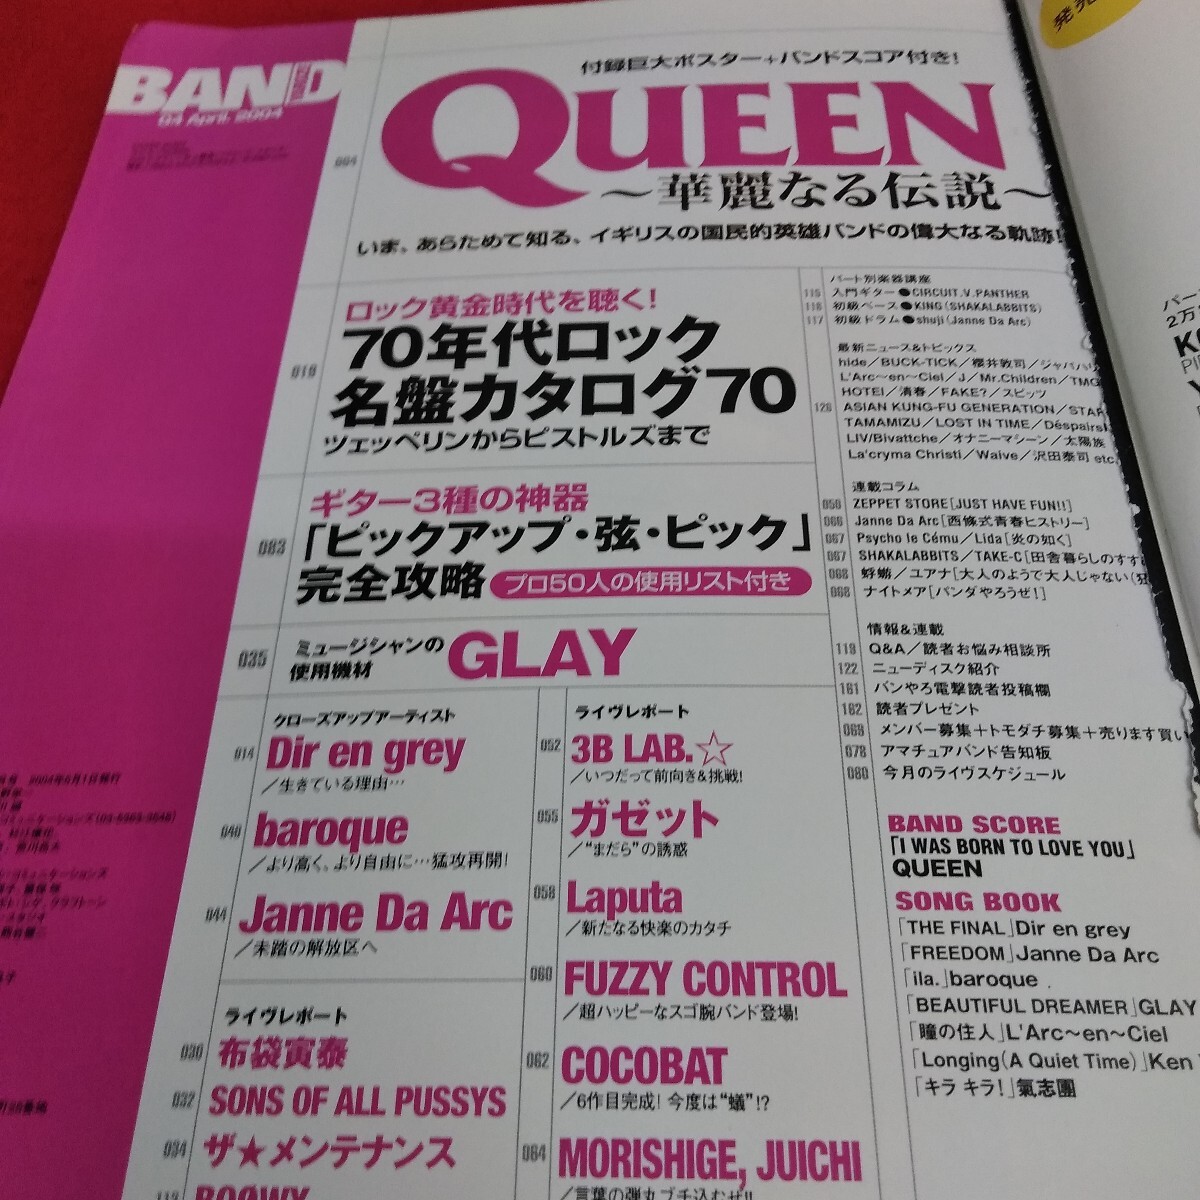 BAND
04 April. 2004
付録巨大ポスター+バンドスコア付き!
004
QUEEN
〜華麗なる伝説〜
いま、あらためて知る、イギリスの国民的英雄バンドの偉大なる軌跡!
ロック黄金時代を聴く!
70年代ロック
名盤カタログ70
ツェッペリンからピストルズまで
ギター3種の神器
083
「ピックアップ・弦・ピック」
完全攻略
プロ50人の使用リスト付き
035
ミュージシャンの
使用機材
GLAY
クローズアップアーティスト
014
Dir en grey
/生きている理由…
040
baroque
/より高く、より自由に…猛攻再開!
044
Janne Da Arc
/未踏の解放区へ
ライヴレポート
030
布袋寅泰
032
SONS OF ALL PUSSYS
034
ザ★メンテナンス
BOØWY
ライヴレポート
052
3B LAB.☆
/いつだって前向き&挑戦!
055
ガゼット
/“まだら”の誘惑
058
Laputa
/新たなる快楽のカタチ
060
FUZZY CONTROL
/超ハッピーなスゴ腕バンド登場!
062
COCOBAT
/6作目完成! 今度は“蟻”!?
064
MORISHIGE, JUICHI
/言葉の弾丸ブチ込むぜ!!
パート別楽器講座
115 入門ギター●CIRCUIT.V.PANTHER
116 初級ベース●KING(SHAKALABBITS)
117 初級ドラム●shuji(Janne Da Arc)
最新ニュース&トピックス
hide/BUCK-TICK/櫻井敦司/ジャパハリ
L'Arc〜en〜Ciel/J/Mr.Children/TMG
HOTEI/清春/FAKE?/スピッツ
ASIAN KUNG-FU GENERATION/STAR
TAMAMIZU/LOST IN TIME/Déspairs
LIV/Bivattche/オナニーマシーン/太陽族
La'cryma Christi/Waive/沢田泰司 etc.
連載コラム
050 ZEPPET STORE[JUST HAVE FUN!!]
066 Janne Da Arc[西條式青春ヒストリー]
067 Psycho le Cému/Lida[炎の如く]
067 SHAKALABBITS/TAKE-C[田舎暮らしのすす
068 蜉蝣/ユアナ[大人のようで大人じゃない(狂
068 ナイトメア[バンダやろうぜ!]
情報&連載
119 Q&A/読者お悩み相談所
122 ニューディスク紹介
161 バンやろ電撃読者投稿欄
162 読者プレゼント
069 メンバー募集+トモダチ募集+売ります買い
078 アマチュアバンド告知板
080 今月のライヴスケジュール
BAND SCORE
「I WAS BORN TO LOVE YOU」
QUEEN
SONG BOOK
「THE FINAL」Dir en grey
「FREEDOM」Janne Da Arc
「ila.」baroque
「BEAUTIFUL DREAMER」GLAY
「瞳の住人」L'Arc〜en〜Ciel
「Longing(A Quiet Time)」Ken
「キラ キラ!」氣志團
発売
2万